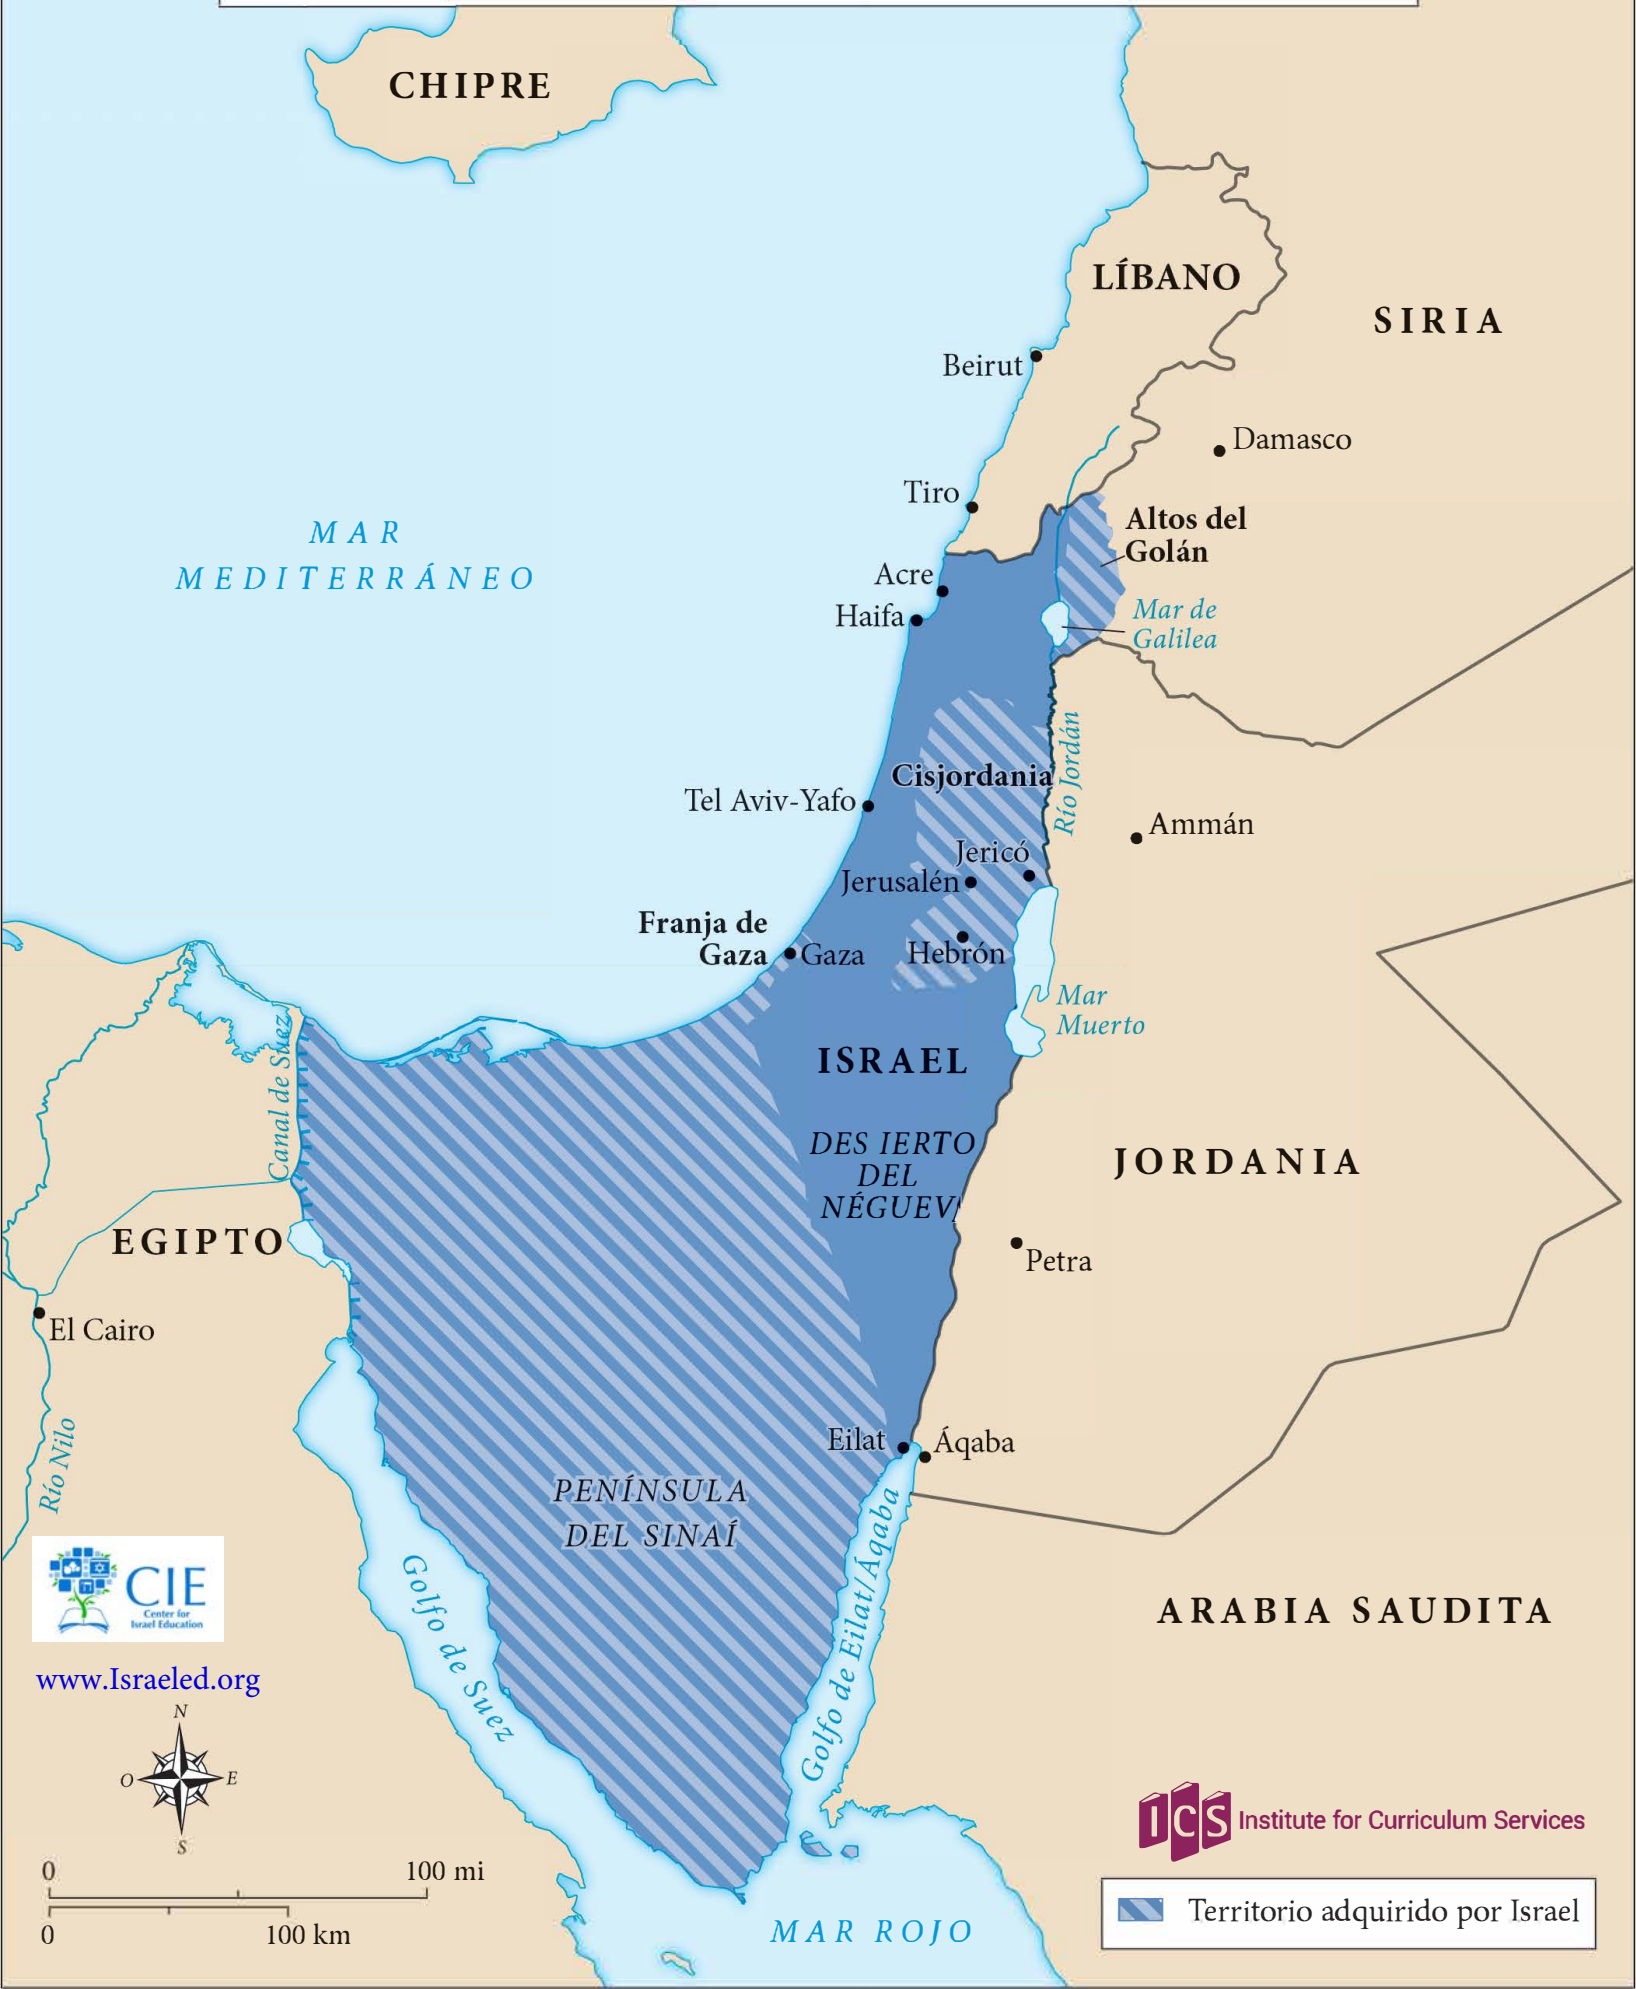 CHIPRE
LÍBANO
SIRIA
Beirut
Damasco
Tiro
Altos del
Golán
MAR
MEDITERRÁNEO
Acre
Haifa
Mar de
Galilea
Río Jordán
Cisjordania
Tel Aviv-Yafo
Ammán
Jericó
Jerusalén
Franja de
Gaza
Gaza
Hebrón
Mar
Muerto
Canal de Suez
ISRAEL
DES IERTO
DEL
NÉGUEV
JORDANIA
EGIPTO
Petra
El Cairo
Río Nilo
Eilat
Áqaba
PENÍNSULA
DEL SINAÍ
Golfo de Suez
Golfo de Eilat/Áqaba
ARABIA SAUDITA
CIE
Center for
Israel Education
www.Israeled.org
N
O
E
S
0
100 mi
0
100 km
MAR ROJO
ICS Institute for Curriculum Services
Territorio adquirido por Israel